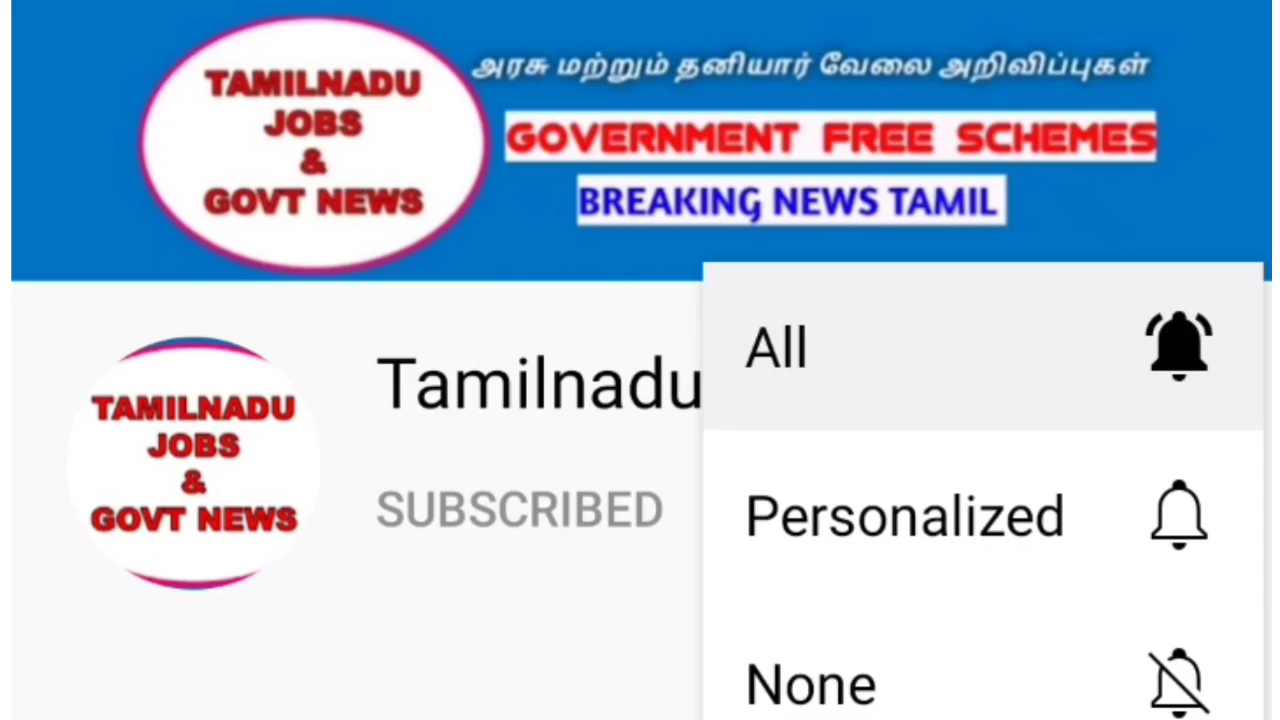 TAMILNADU
JOBS
&
GOVT NEWS
அரசு மற்றும் தனியார் வேலை அறிவிப்புகள்
GOVERNMENT FREE SCHEMES
BREAKING NEWS TAMIL
TAMILNADU
JOBS
&
GOVT NEWS
Tamilnadu
SUBSCRIBED
All
Personalized
None